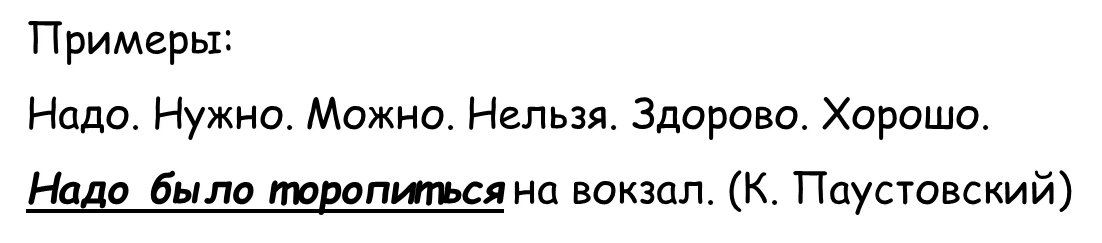 Примеры:
Надо. Нужно. Можно. Нельзя. Здорово. Хорошо.
Надо было торопиться на вокзал. (К. Паустовский)